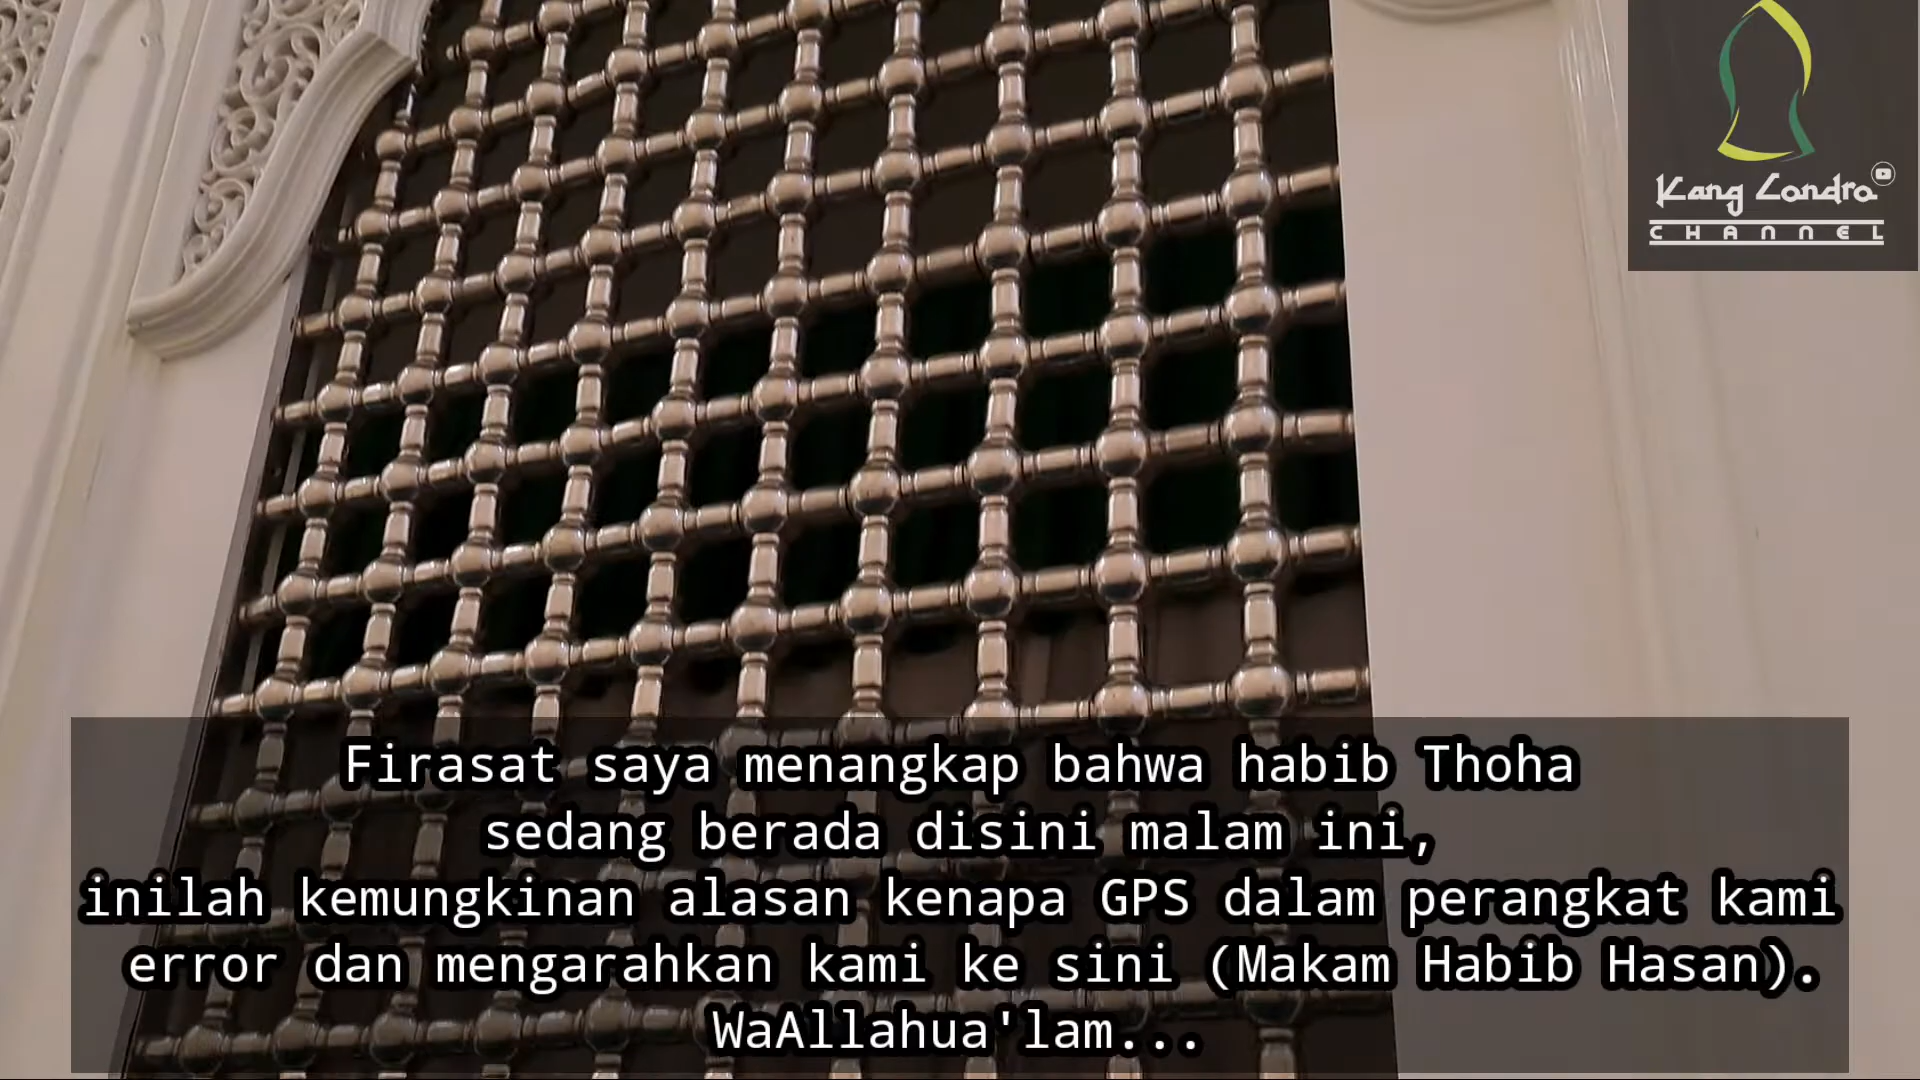 Kang Londro
CHANNEL
Firasat saya menangkap bahwa habib Thoha
sedang berada disini malam ini,
inilah kemungkinan alasan kenapa GPS dalam perangkat kami
error dan mengarahkan kami ke sini (Makam Habib Hasan).
WaAllahua'lam...